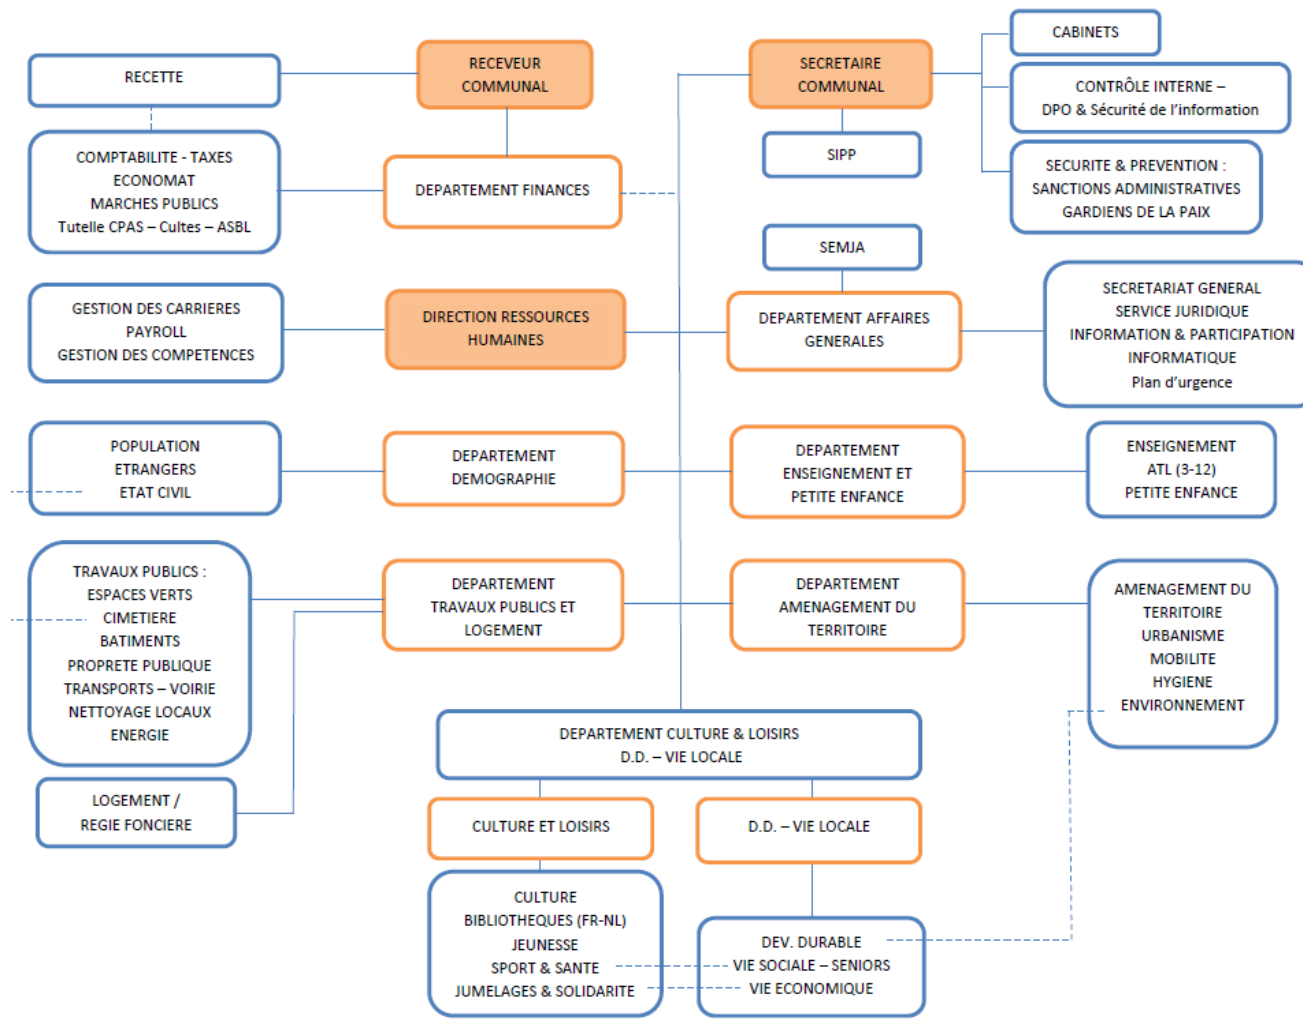 RECETTE
RECEVEUR
COMMUNAL
SECRETAIRE
COMMUNAL
CABINETS
CONTRÔLE INTERNE –
DPO & Sécurité de l'information
SIPP
SECURITE & PREVENTION :
SANCTIONS ADMINISTRATIVES
GARDIENS DE LA PAIX
COMPTABILITE - TAXES
ECONOMAT
MARCHES PUBLICS
Tutelle CPAS – Cultes – ASBL
DEPARTEMENT FINANCES
SEMJA
GESTION DES CARRIERES
PAYROLL
GESTION DES COMPETENCES
DIRECTION RESSOURCES
HUMAINES
DEPARTEMENT AFFAIRES
GENERALES
SECRETARIAT GENERAL
SERVICE JURIDIQUE
INFORMATION & PARTICIPATION
INFORMATIQUE
Plan d'urgence
POPULATION
ETRANGERS
ETAT CIVIL
DEPARTEMENT
DEMOGRAPHIE
DEPARTEMENT
ENSEIGNEMENT ET
PETITE ENFANCE
ENSEIGNEMENT
ATL (3-12)
PETITE ENFANCE
TRAVAUX PUBLICS :
ESPACES VERTS
CIMETIERE
BATIMENTS
PROPRETE PUBLIQUE
TRANSPORTS – VOIRIE
NETTOYAGE LOCAUX
ENERGIE
DEPARTEMENT
TRAVAUX PUBLICS ET
LOGEMENT
DEPARTEMENT
AMENAGEMENT DU
TERRITOIRE
AMENAGEMENT DU
TERRITOIRE
URBANISME
MOBILITE
HYGIENE
ENVIRONNEMENT
LOGEMENT /
REGIE FONCIERE
DEPARTEMENT CULTURE & LOISIRS
D.D. – VIE LOCALE
CULTURE ET LOISIRS
D.D. – VIE LOCALE
CULTURE
BIBLIOTHEQUES (FR-NL)
JEUNESSE
SPORT & SANTE
JUMELAGES & SOLIDARITE
DEV. DURABLE
VIE SOCIALE – SENIORS
VIE ECONOMIQUE